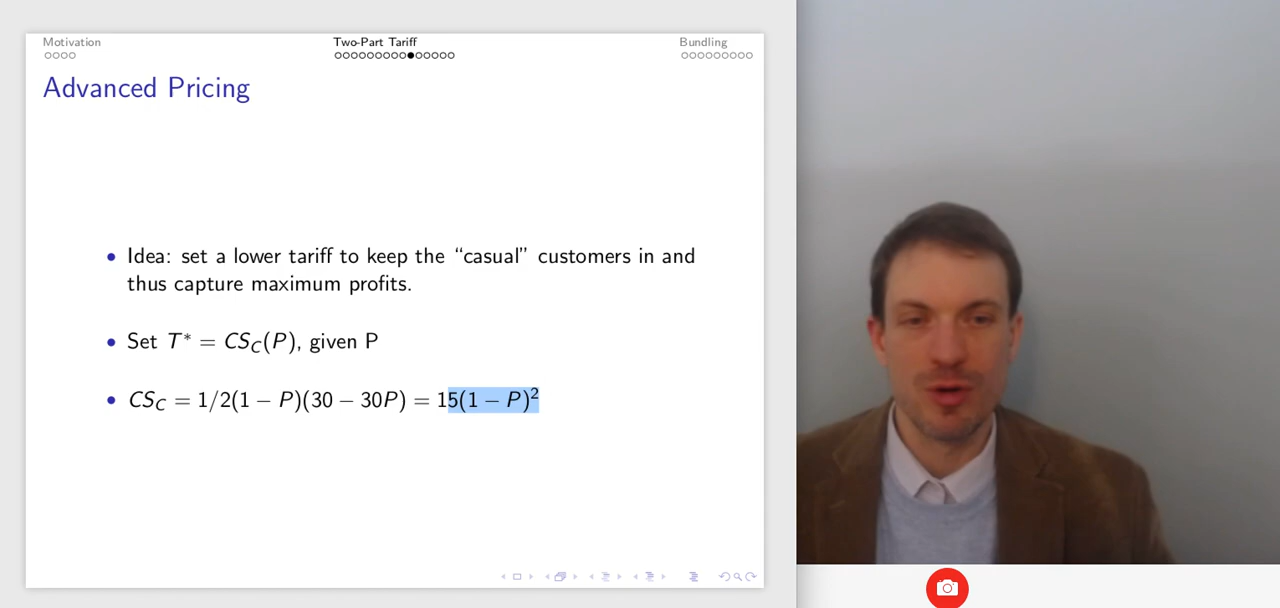 Motivation
Two-Part Tariff
Bundling
Advanced Pricing
• Idea: set a lower tariff to keep the “casual” customers in and
thus capture maximum profits.
• Set T* = CS_C(P), given P
• CS_C = 1/2(1 − P)(30 − 30P) = 15(1 − P)²